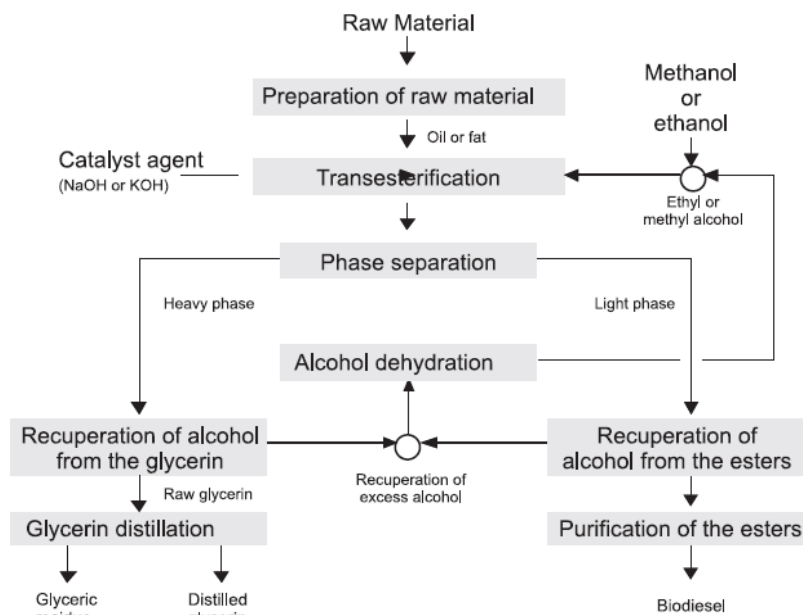 Raw Material
Preparation of raw material
Methanol
or
ethanol
Oil or fat
Catalyst agent
(NaOH or KOH)
Transesterification
Ethyl or
methyl alcohol
Phase separation
Heavy phase
Light phase
Alcohol dehydration
Recuperation of alcohol
from the glycerin
Recuperation of
excess alcohol
Recuperation of
alcohol from the esters
Raw glycerin
Glycerin distillation
Purification of the esters
Glyceric
Distilled
Biodiesel